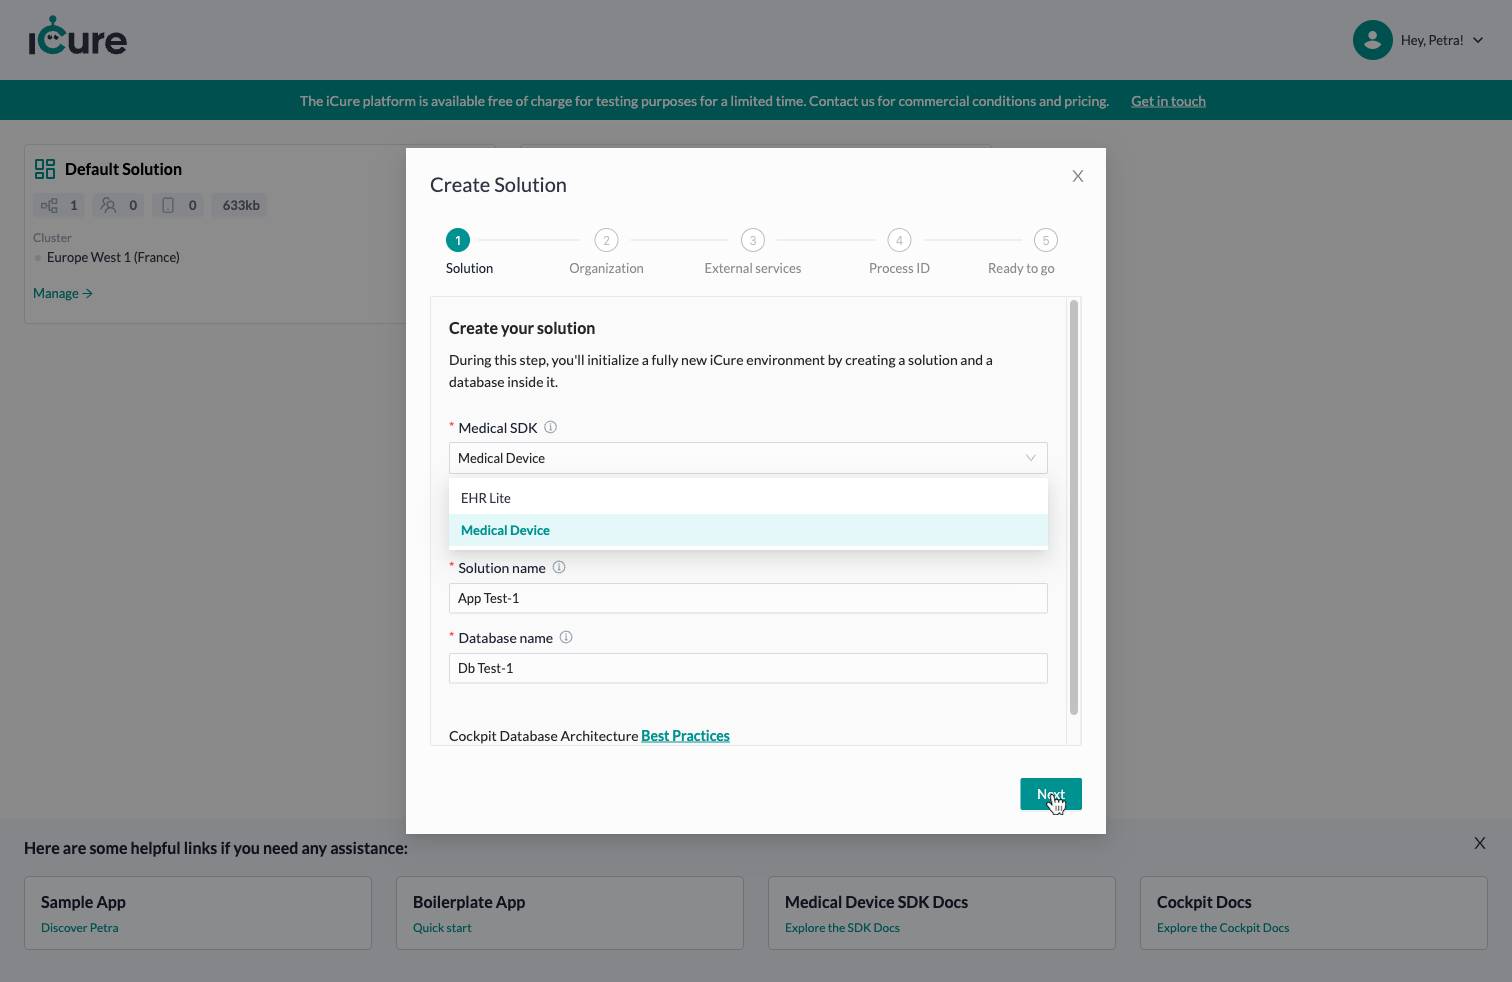 iCure
Hey, Petra!
The iCure platform is available free of charge for testing purposes for a limited time. Contact us for commercial conditions and pricing. Get in touch
Default Solution
1 0 0 633kb
Cluster
Europe West 1 (France)
Manage →
Create Solution
X
1 2 3 4 5
Solution Organization External services Process ID Ready to go
Create your solution
During this step, you'll initialize a fully new iCure environment by creating a solution and a
database inside it.
* Medical SDK
Medical Device
EHR Lite
Medical Device
* Solution name
App Test-1
* Database name
Db Test-1
Cockpit Database Architecture Best Practices
Next
Here are some helpful links if you need any assistance:
X
Sample App
Discover Petra
Boilerplate App
Quick start
Medical Device SDK Docs
Explore the SDK Docs
Cockpit Docs
Explore the Cockpit Docs